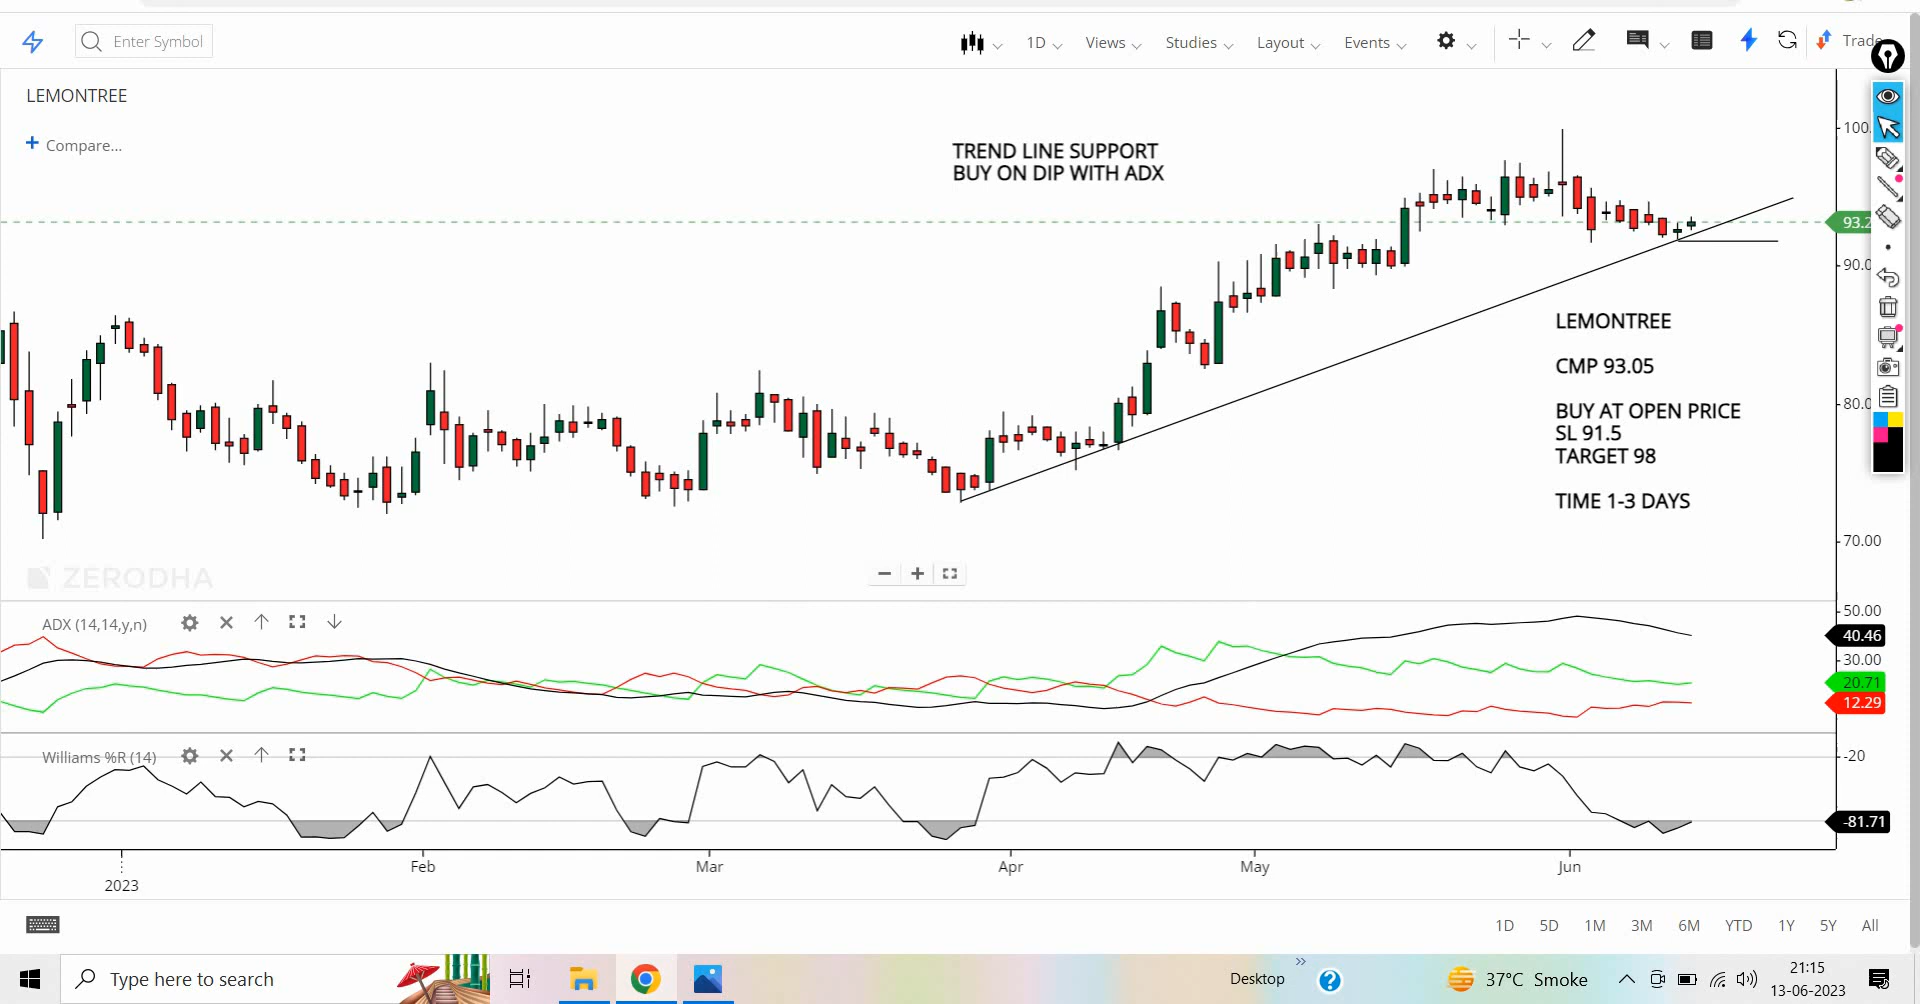 Enter Symbol
1D
Views
Studies
Layout
Events
Trade
LEMONTREE
Compare...
TREND LINE SUPPORT
BUY ON DIP WITH ADX
100.
93.2
90.0
LEMONTREE
CMP 93.05
80.0
BUY AT OPEN PRICE
SL 91.5
TARGET 98
TIME 1-3 DAYS
70.00
ZERODHA
ADX (14,14,y,n)
50.00
40.46
30.00
20.71
12.29
Williams %R (14)
-20
-81.71
Feb Mar Apr May Jun
2023
1D 5D 1M 3M 6M YTD 1Y 5Y All
Type here to search
Desktop
37°C Smoke
21:15
13-06-2023